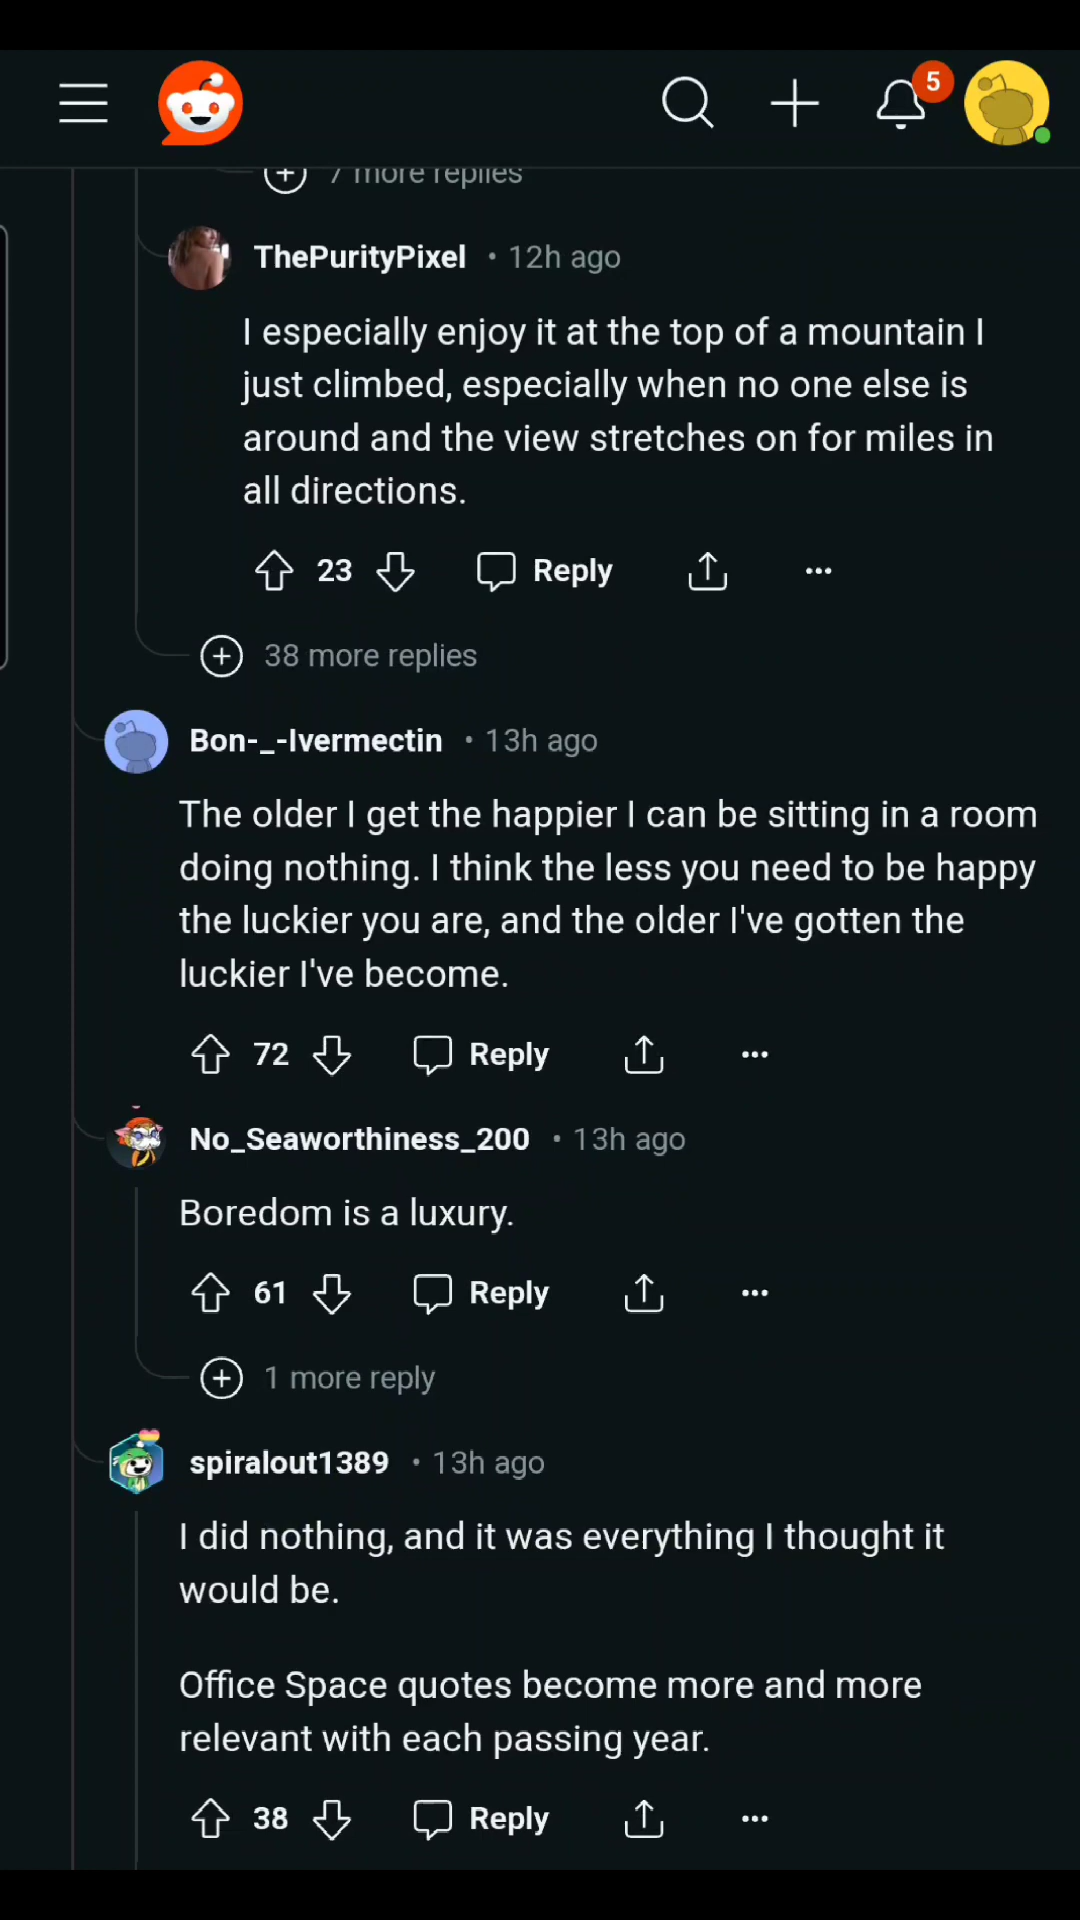 5
7 more replies
ThePurityPixel • 12h ago
I especially enjoy it at the top of a mountain I
just climbed, especially when no one else is
around and the view stretches on for miles in
all directions.
23 Reply ...
38 more replies
Bon-_-Ivermectin • 13h ago
The older I get the happier I can be sitting in a room
doing nothing. I think the less you need to be happy
the luckier you are, and the older I've gotten the
luckier I've become.
72 Reply ...
No_Seaworthiness_200 • 13h ago
Boredom is a luxury.
61 Reply ...
1 more reply
spiralout1389 • 13h ago
I did nothing, and it was everything I thought it
would be.
Office Space quotes become more and more
relevant with each passing year.
38 Reply ...